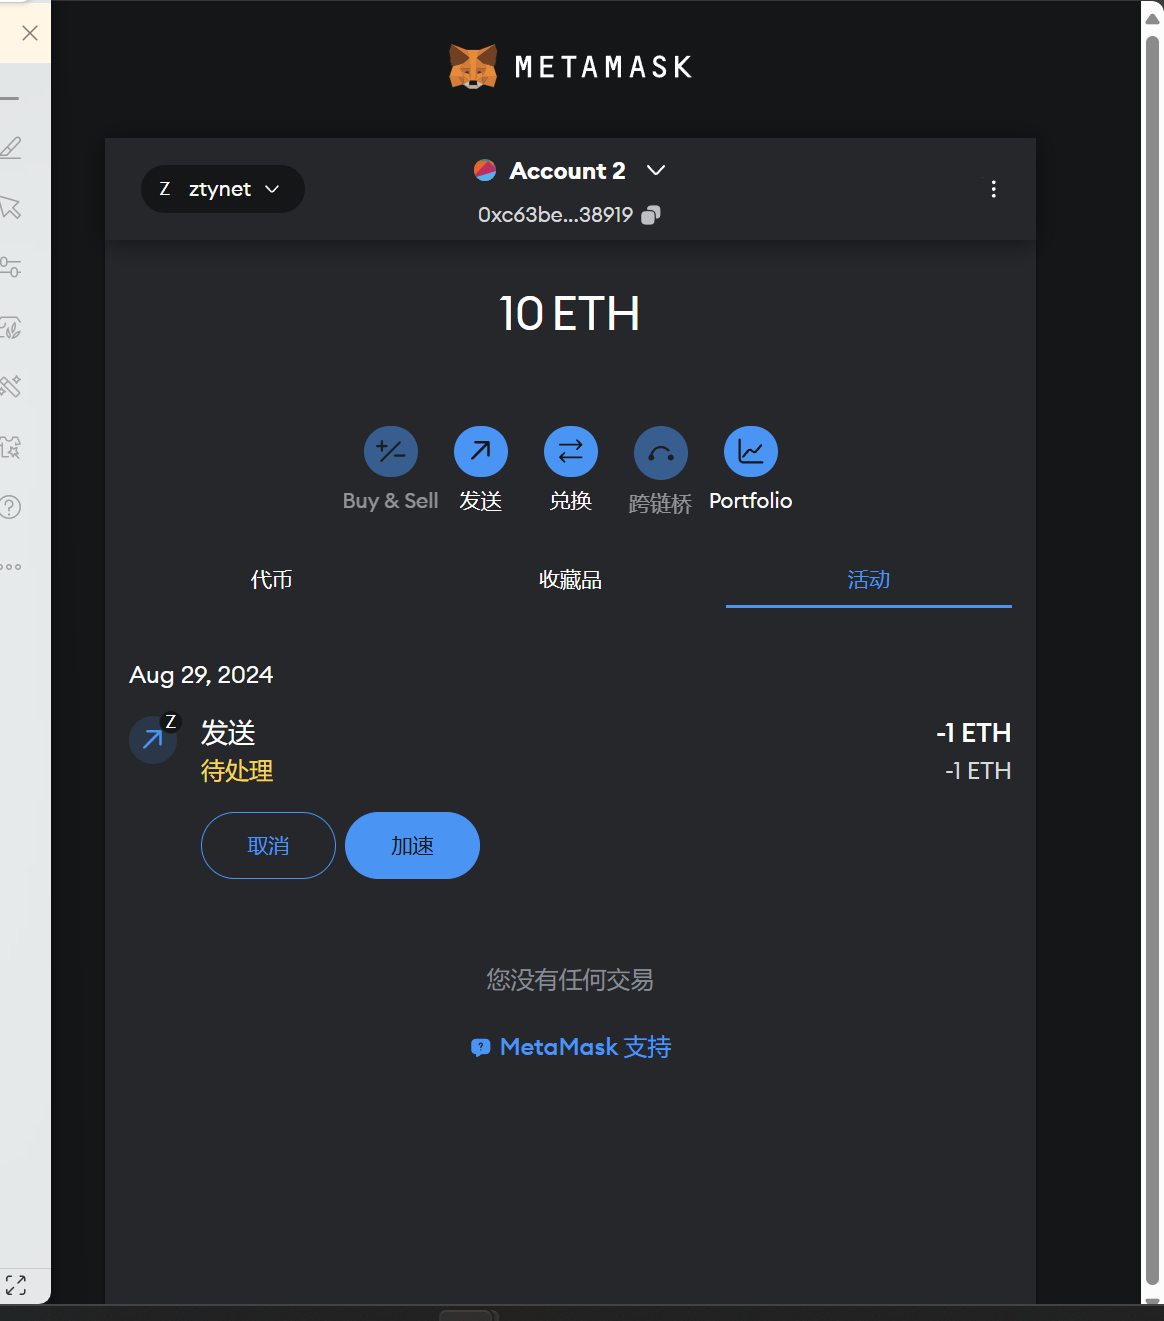 METAMASK
Z ztynet
Account 2
0xc63be...38919
10 ETH
Buy & Sell 发送 兑换 跨链桥 Portfolio
代币 收藏品 活动
Aug 29, 2024
Z
发送 -1 ETH
待处理 -1 ETH
取消 加速
您没有任何交易
MetaMask 支持